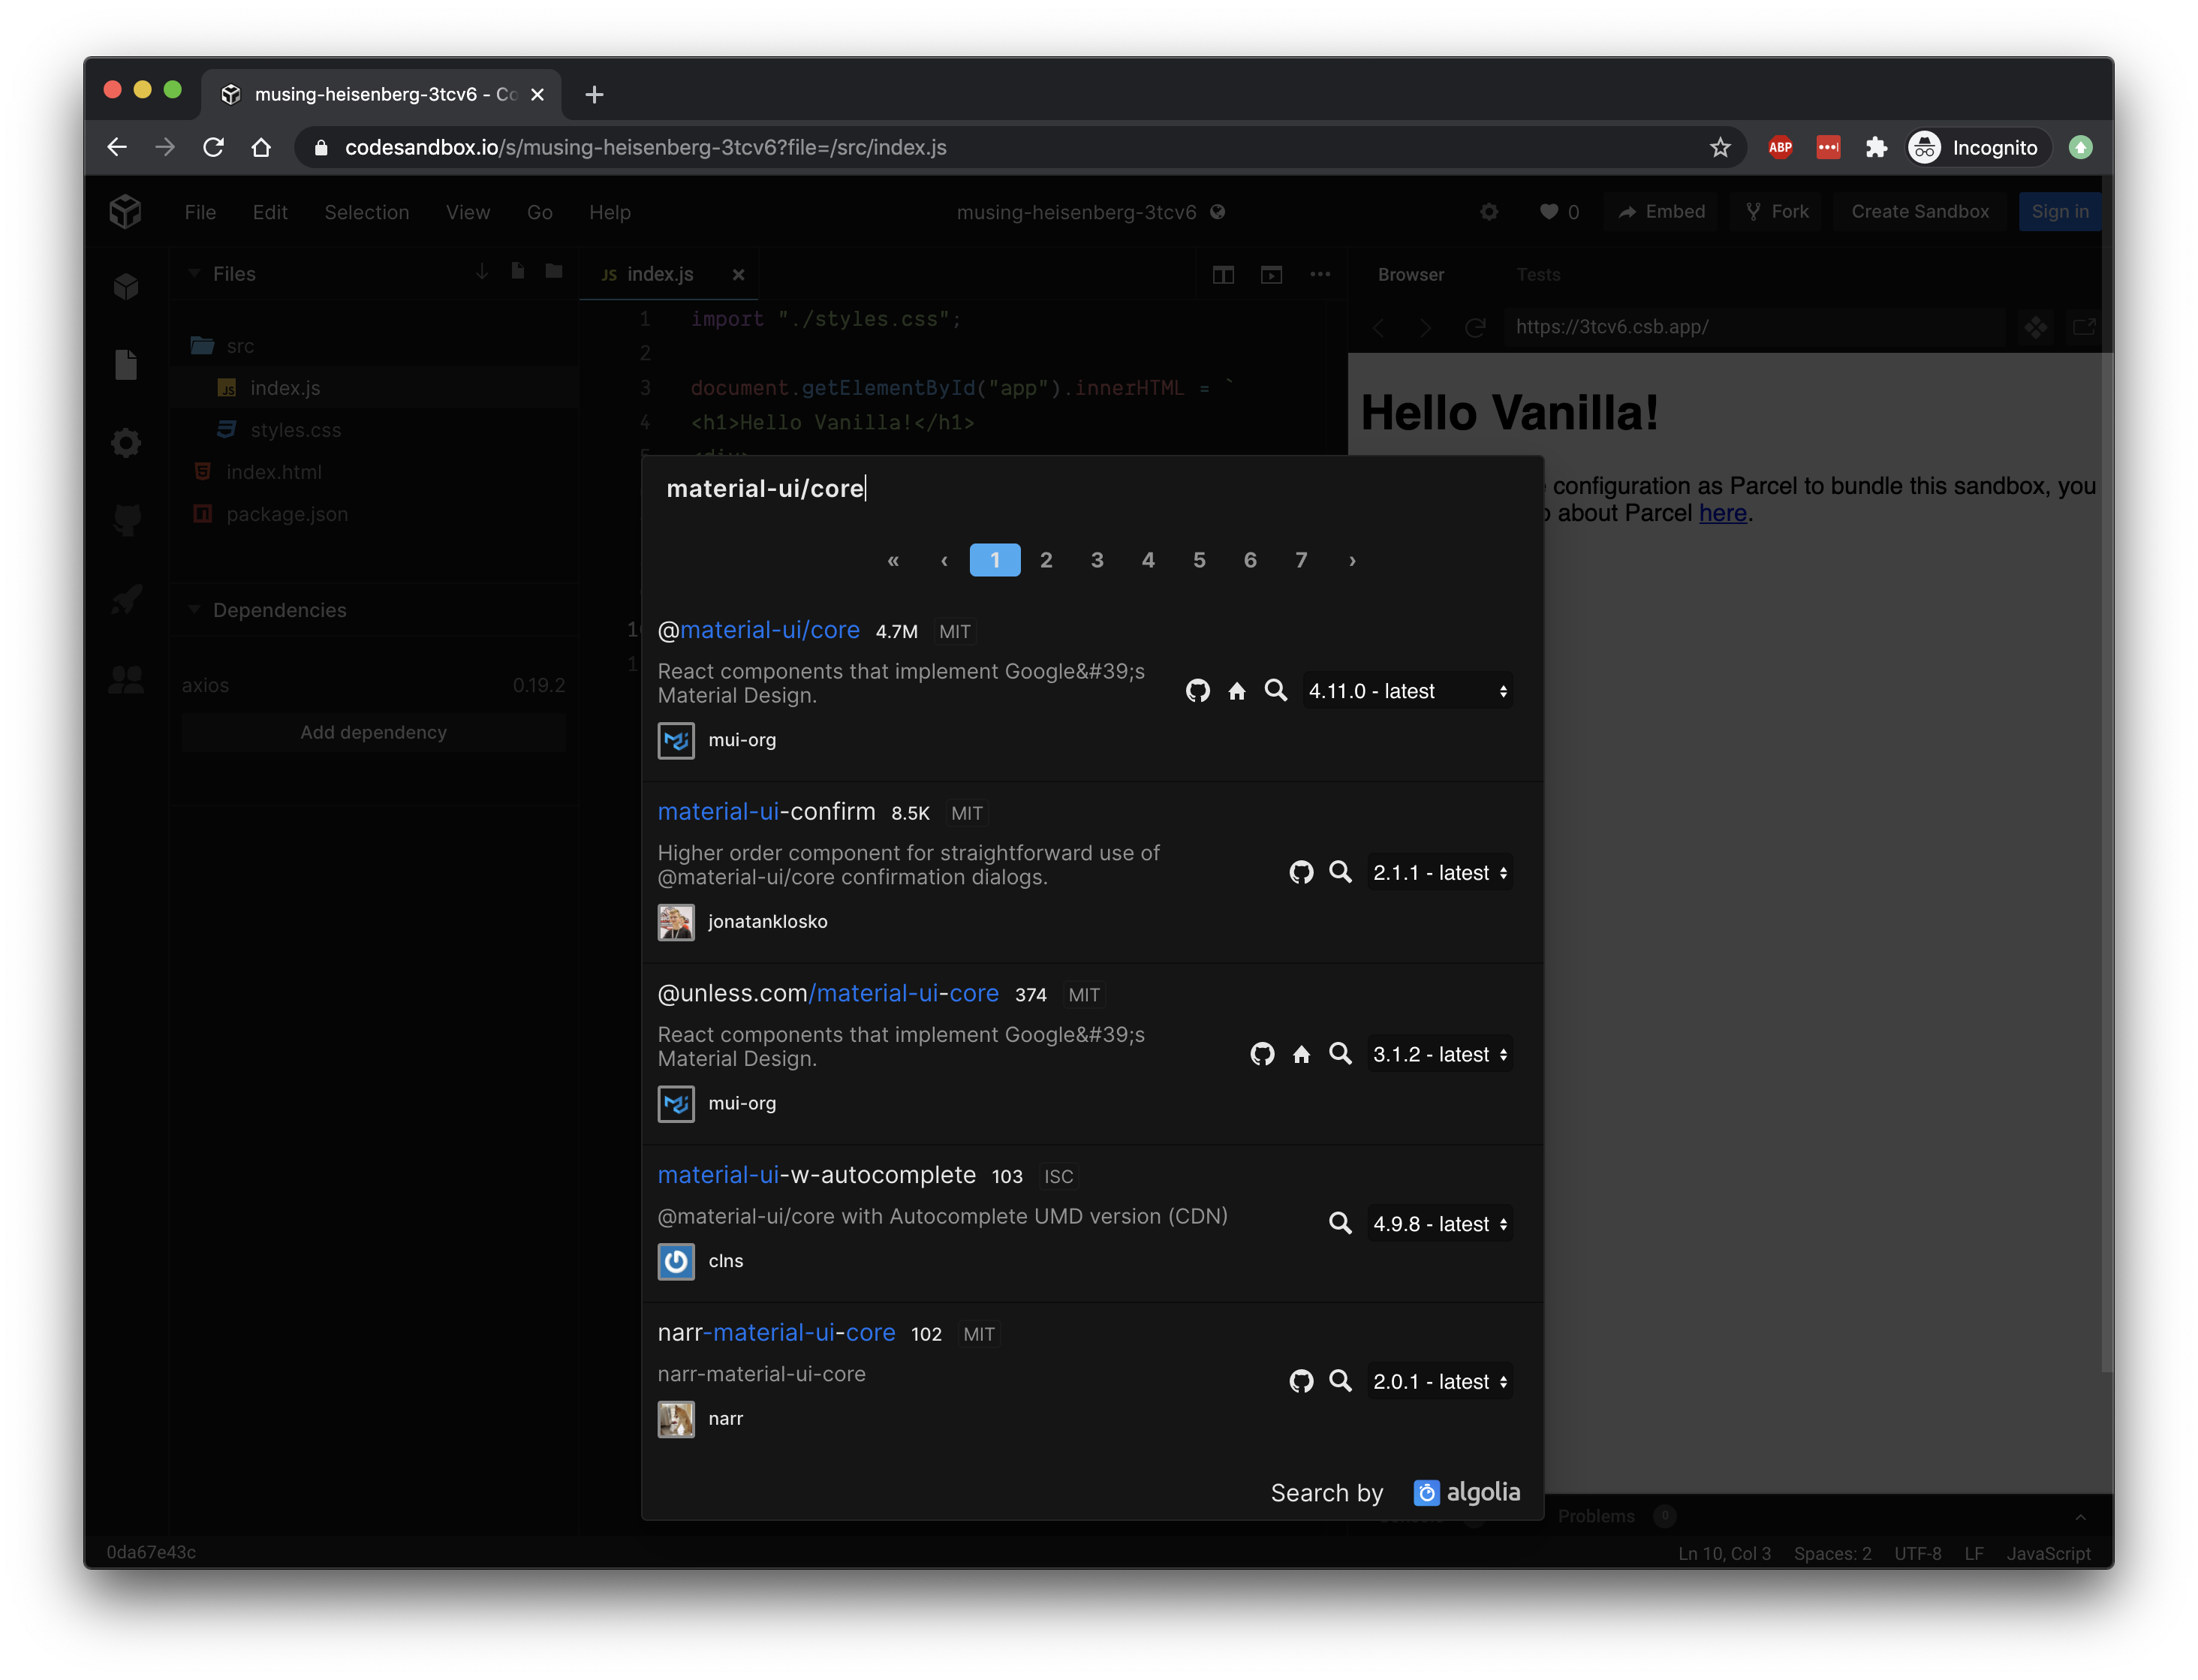 musing-heisenberg-3tcv6 - Co
codesandbox.io/s/musing-heisenberg-3tcv6?file=/src/index.js
ABP
Incognito
File Edit Selection View Go Help
musing-heisenberg-3tcv6
0
Embed
Fork
Create Sandbox
Sign in
Files
src
JS index.js
styles.css
index.html
package.json
Dependencies
axios 0.19.2
Add dependency
JS index.js
1 import "./styles.css";
2
3 document.getElementById("app").innerHTML = `
4 <h1>Hello Vanilla!</h1>
<div>
Browser Tests
https://3tcv6.csb.app/
Hello Vanilla!
configuration as Parcel to bundle this sandbox, you
about Parcel here.
material-ui/core
« ‹ 1 2 3 4 5 6 7 ›
@material-ui/core 4.7M MIT
React components that implement Google&#39;s
Material Design.
4.11.0 - latest
mui-org
material-ui-confirm 8.5K MIT
Higher order component for straightforward use of
@material-ui/core confirmation dialogs.
2.1.1 - latest
jonatanklosko
@unless.com/material-ui-core 374 MIT
React components that implement Google&#39;s
Material Design.
3.1.2 - latest
mui-org
material-ui-w-autocomplete 103 ISC
@material-ui/core with Autocomplete UMD version (CDN)
4.9.8 - latest
clns
narr-material-ui-core 102 MIT
narr-material-ui-core
2.0.1 - latest
narr
Search by algolia
Problems 0
0da67e43c
Ln 10, Col 3 Spaces: 2 UTF-8 LF JavaScript